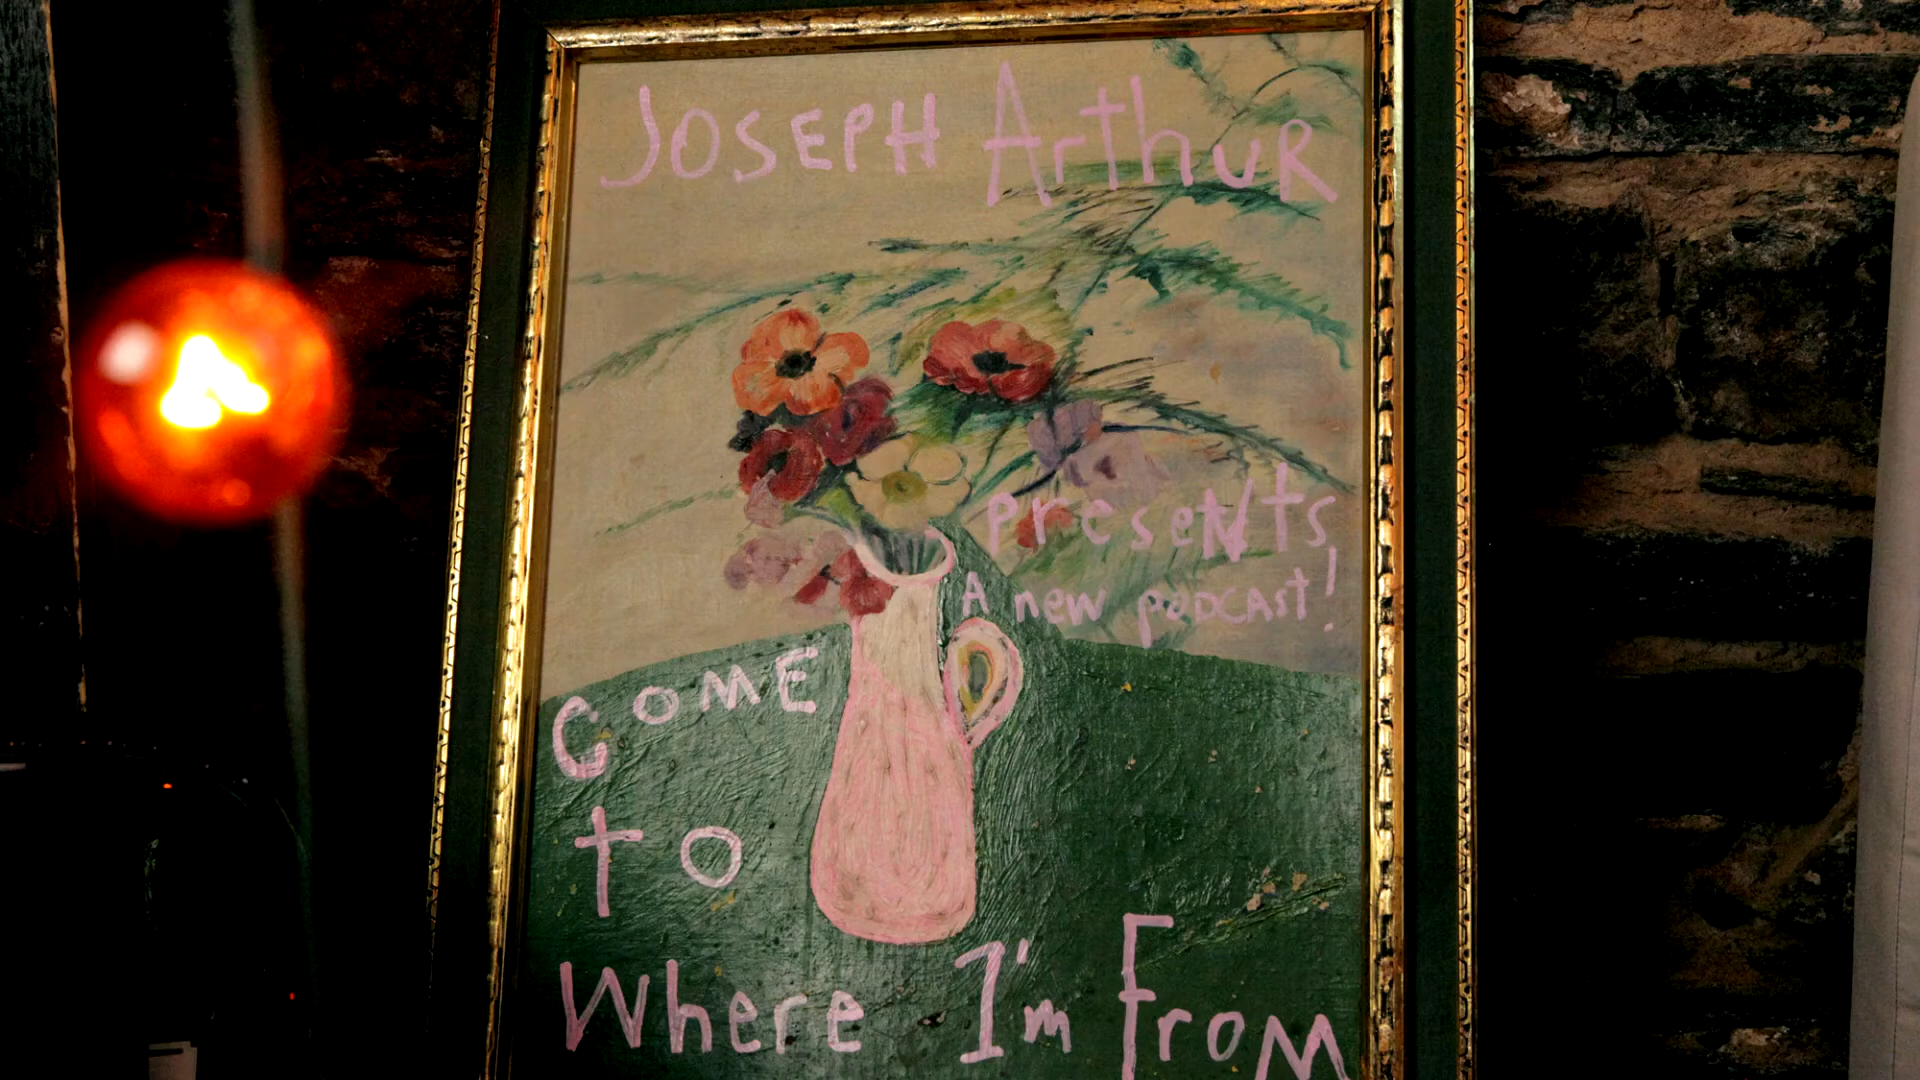 JOSEPH ArthuR
presents
A new podcast!
COME
to
Where I'm From